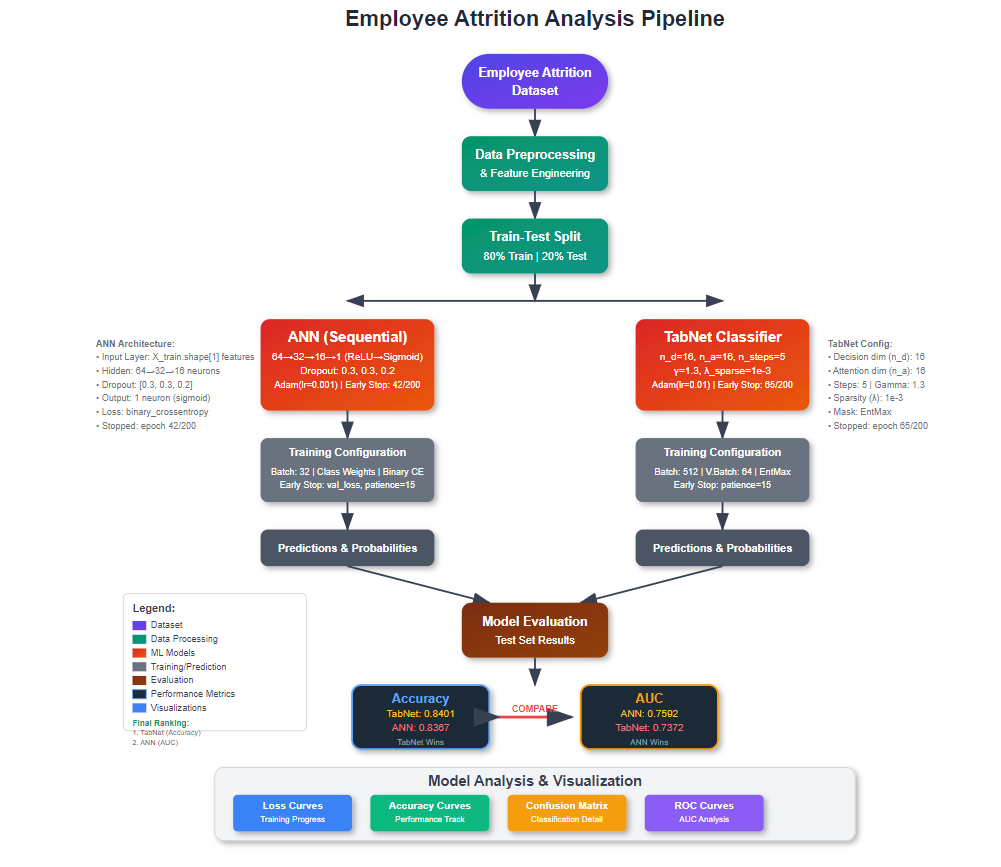 Employee Attrition Analysis Pipeline
Employee Attrition
Dataset
Data Preprocessing
& Feature Engineering
Train-Test Split
80% Train | 20% Test
ANN (Sequential)
64→32→16→1 (ReLU→Sigmoid)
Dropout: 0.3, 0.3, 0.2
Adam(lr=0.001) | Early Stop: 42/200
TabNet Classifier
n_d=16, n_a=16, n_steps=5
γ=1.3, λ_sparse=1e-3
Adam(lr=0.01) | Early Stop: 65/200
ANN Architecture:
• Input Layer: X_train.shape[1] features
• Hidden: 64→32→16 neurons
• Dropout: [0.3, 0.3, 0.2]
• Output: 1 neuron (sigmoid)
• Loss: binary_crossentropy
• Stopped: epoch 42/200
TabNet Config:
• Decision dim (n_d): 16
• Attention dim (n_a): 16
• Steps: 5 | Gamma: 1.3
• Sparsity (λ): 1e-3
• Mask: EntMax
• Stopped: epoch 65/200
Training Configuration
Batch: 32 | Class Weights | Binary CE
Early Stop: val_loss, patience=15
Training Configuration
Batch: 512 | V.Batch: 64 | EntMax
Early Stop: patience=15
Predictions & Probabilities
Predictions & Probabilities
Model Evaluation
Test Set Results
Legend:
Dataset
Data Processing
ML Models
Training/Prediction
Evaluation
Performance Metrics
Visualizations
Final Ranking:
1. TabNet (Accuracy)
2. ANN (AUC)
Accuracy
TabNet: 0.8401
ANN: 0.8367
TabNet Wins
COMPARE
AUC
ANN: 0.7592
TabNet: 0.7372
ANN Wins
Model Analysis & Visualization
Loss Curves
Training Progress
Accuracy Curves
Performance Track
Confusion Matrix
Classification Detail
ROC Curves
AUC Analysis